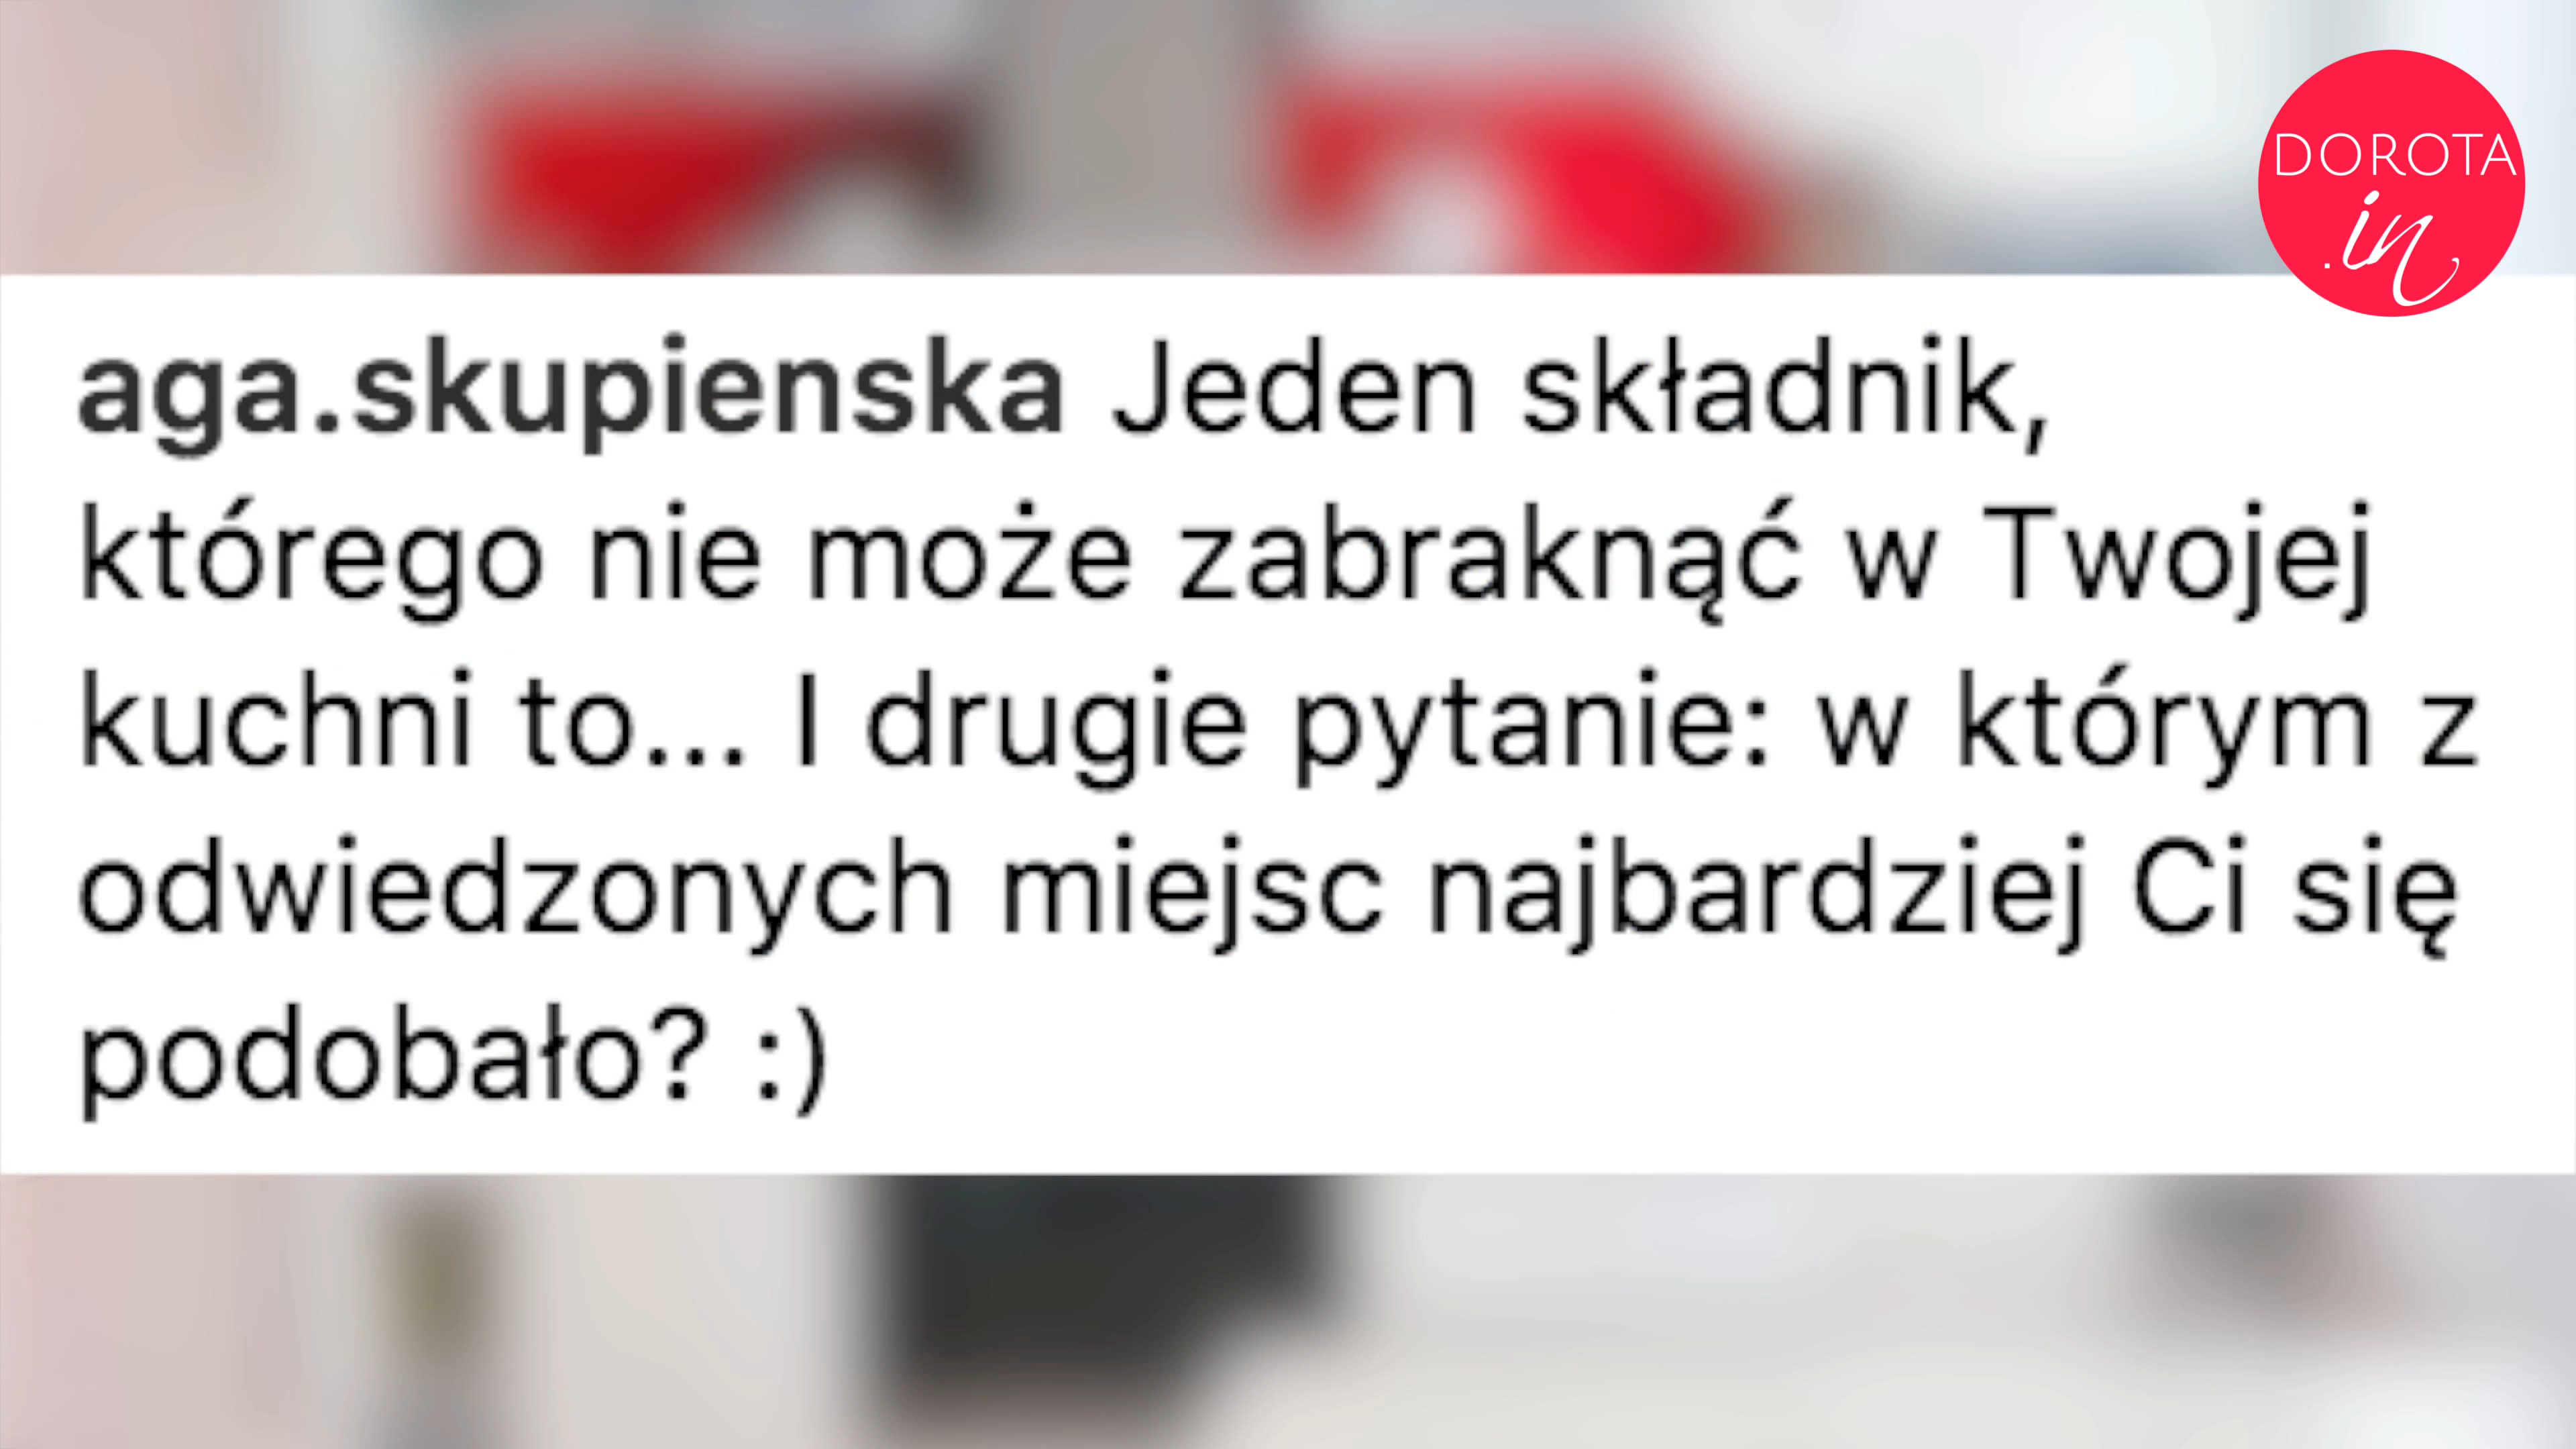 DOROTA
.in
aga.skupienska Jeden składnik,
którego nie może zabraknąć w Twojej
kuchni to... I drugie pytanie: w którym z
odwiedzonych miejsc najbardziej Ci się
podobało? :)